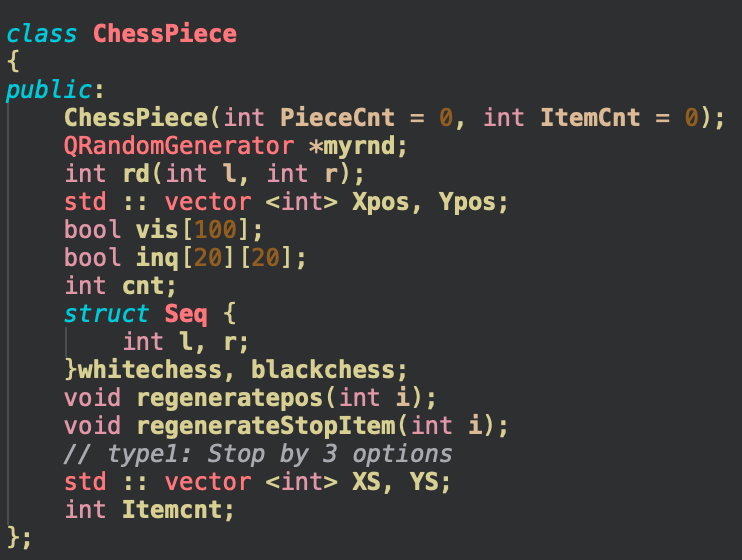 class ChessPiece
{
public:
    ChessPiece(int PieceCnt = 0, int ItemCnt = 0);
    QRandomGenerator *myrnd;
    int rd(int l, int r);
    std :: vector <int> Xpos, Ypos;
    bool vis[100];
    bool inq[20][20];
    int cnt;
    struct Seq {
        int l, r;
    }whitechess, blackchess;
    void regeneratepos(int i);
    void regenerateStopItem(int i);
    // type1: Stop by 3 options
    std :: vector <int> XS, YS;
    int Itemcnt;
};